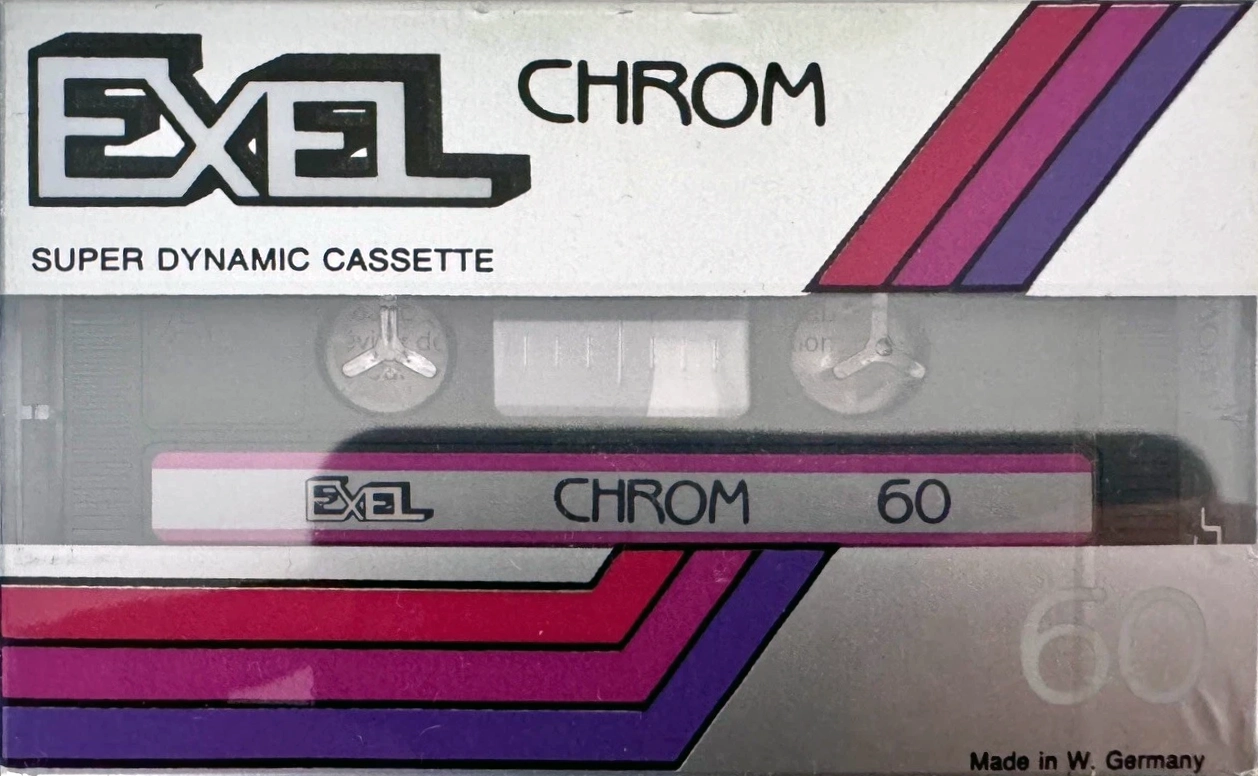 EXEL CHROM
SUPER DYNAMIC CASSETTE
EXEL CHROM 60
60
Made in W. Germany